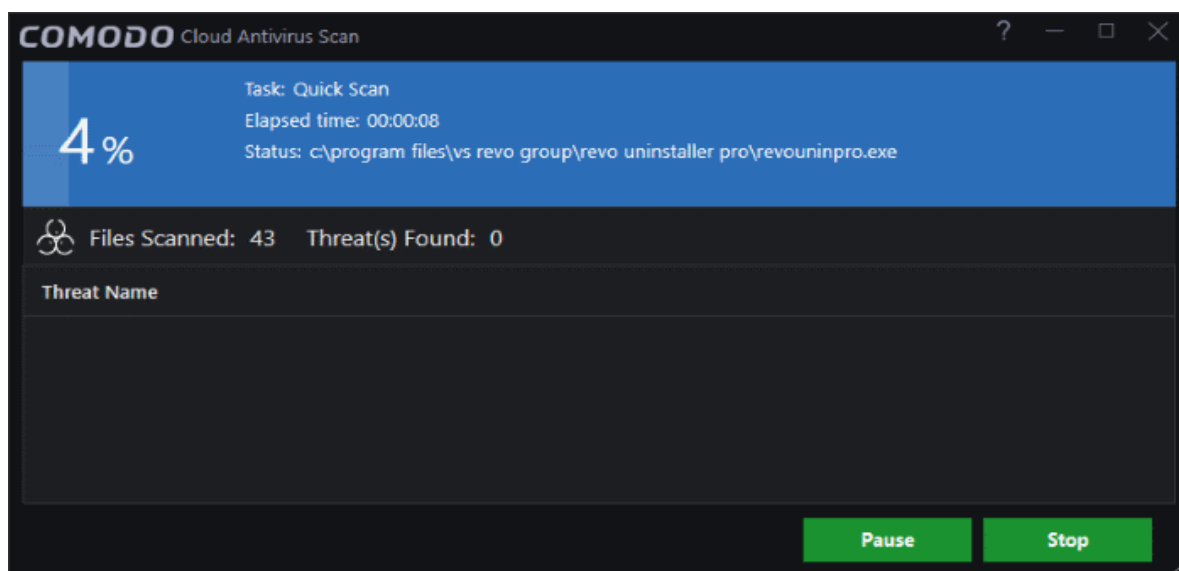 COMODO Cloud Antivirus Scan ?
4 %
Task: Quick Scan
Elapsed time: 00:00:08
Status: c:\program files\vs revo group\revo uninstaller pro\revouninpro.exe
Files Scanned: 43 Threat(s) Found: 0
Threat Name
Pause Stop